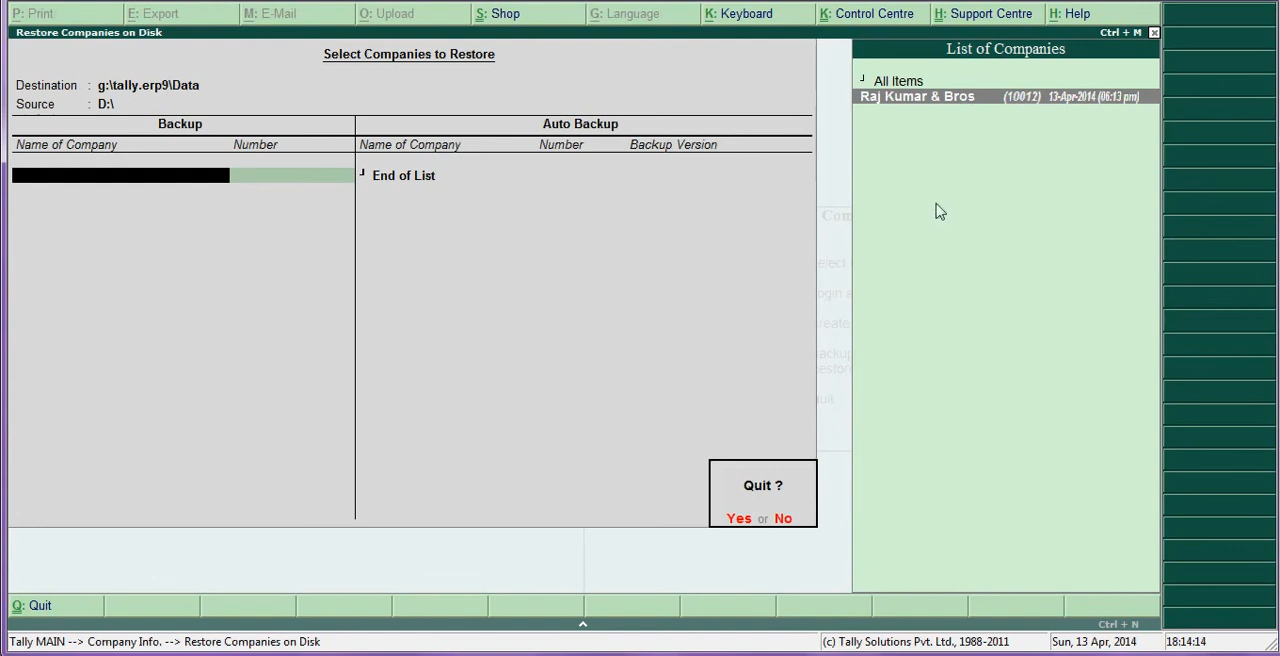 P: Print E: Export M: E-Mail O: Upload S: Shop G: Language K: Keyboard K: Control Centre H: Support Centre H: Help
Restore Companies on Disk Ctrl + M
Select Companies to Restore
List of Companies
Destination : g:\tally.erp9\Data
Source : D:\
All Items
Raj Kumar & Bros (10012) 13-Apr-2014 (06:13 pm)
Backup Auto Backup
Name of Company Number Name of Company Number Backup Version
End of List
Quit ?
Yes or No
Q: Quit
Ctrl + N
Tally MAIN --> Company Info. --> Restore Companies on Disk (c) Tally Solutions Pvt. Ltd., 1988-2011 Sun, 13 Apr, 2014 18:14:14